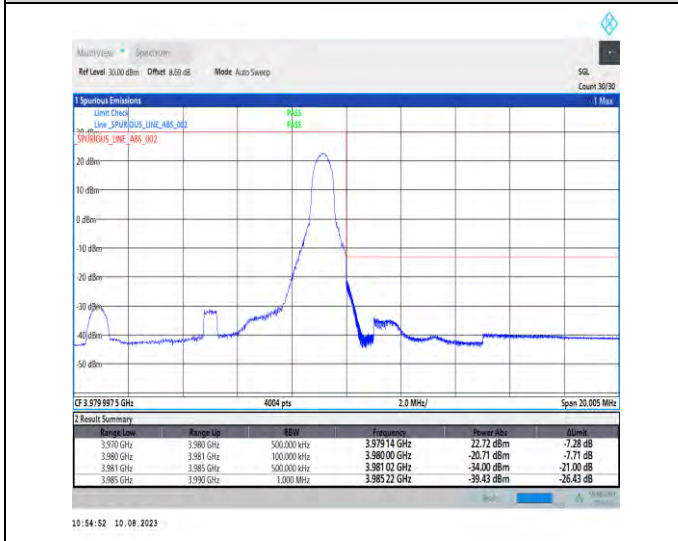 MultiView Spectrum
Ref Level 30.00 dBm Offset 8.69 dB Mode Auto Sweep SGL
Count 30/30
1 Spurious Emissions 1 Max
Limit Check PASS
Line _SPURIOUS_LINE_ABS_002 PASS
30 dBm
_SPURIOUS_LINE_ABS_002
20 dBm
10 dBm
0 dBm
-10 dBm
-20 dBm
-30 dBm
-40 dBm
-50 dBm
CF 3.979 997 5 GHz 4004 pts 2.0 MHz/ Span 20.005 MHz
2 Result Summary
Range Low Range Up RBW Frequency Power Abs ΔLimit
3.970 GHz 3.980 GHz 500.000 kHz 3.979 14 GHz 22.72 dBm -7.28 dB
3.980 GHz 3.981 GHz 100.000 kHz 3.980 00 GHz -20.71 dBm -7.71 dB
3.981 GHz 3.985 GHz 500.000 kHz 3.981 02 GHz -34.00 dBm -21.00 dB
3.985 GHz 3.990 GHz 1.000 MHz 3.985 22 GHz -39.43 dBm -26.43 dB
10:54:52 10.08.2023